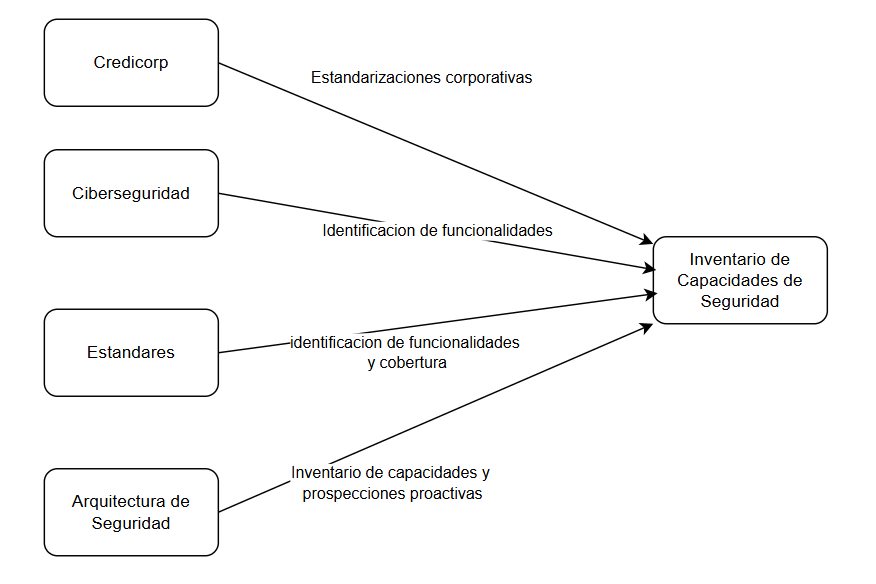 Credicorp
Estandarizaciones corporativas
Ciberseguridad
Identificacion de funcionalidades
Inventario de
Capacidades de
Seguridad
Estandares
identificacion de funcionalidades
y cobertura
Inventario de capacidades y
prospecciones proactivas
Arquitectura de
Seguridad